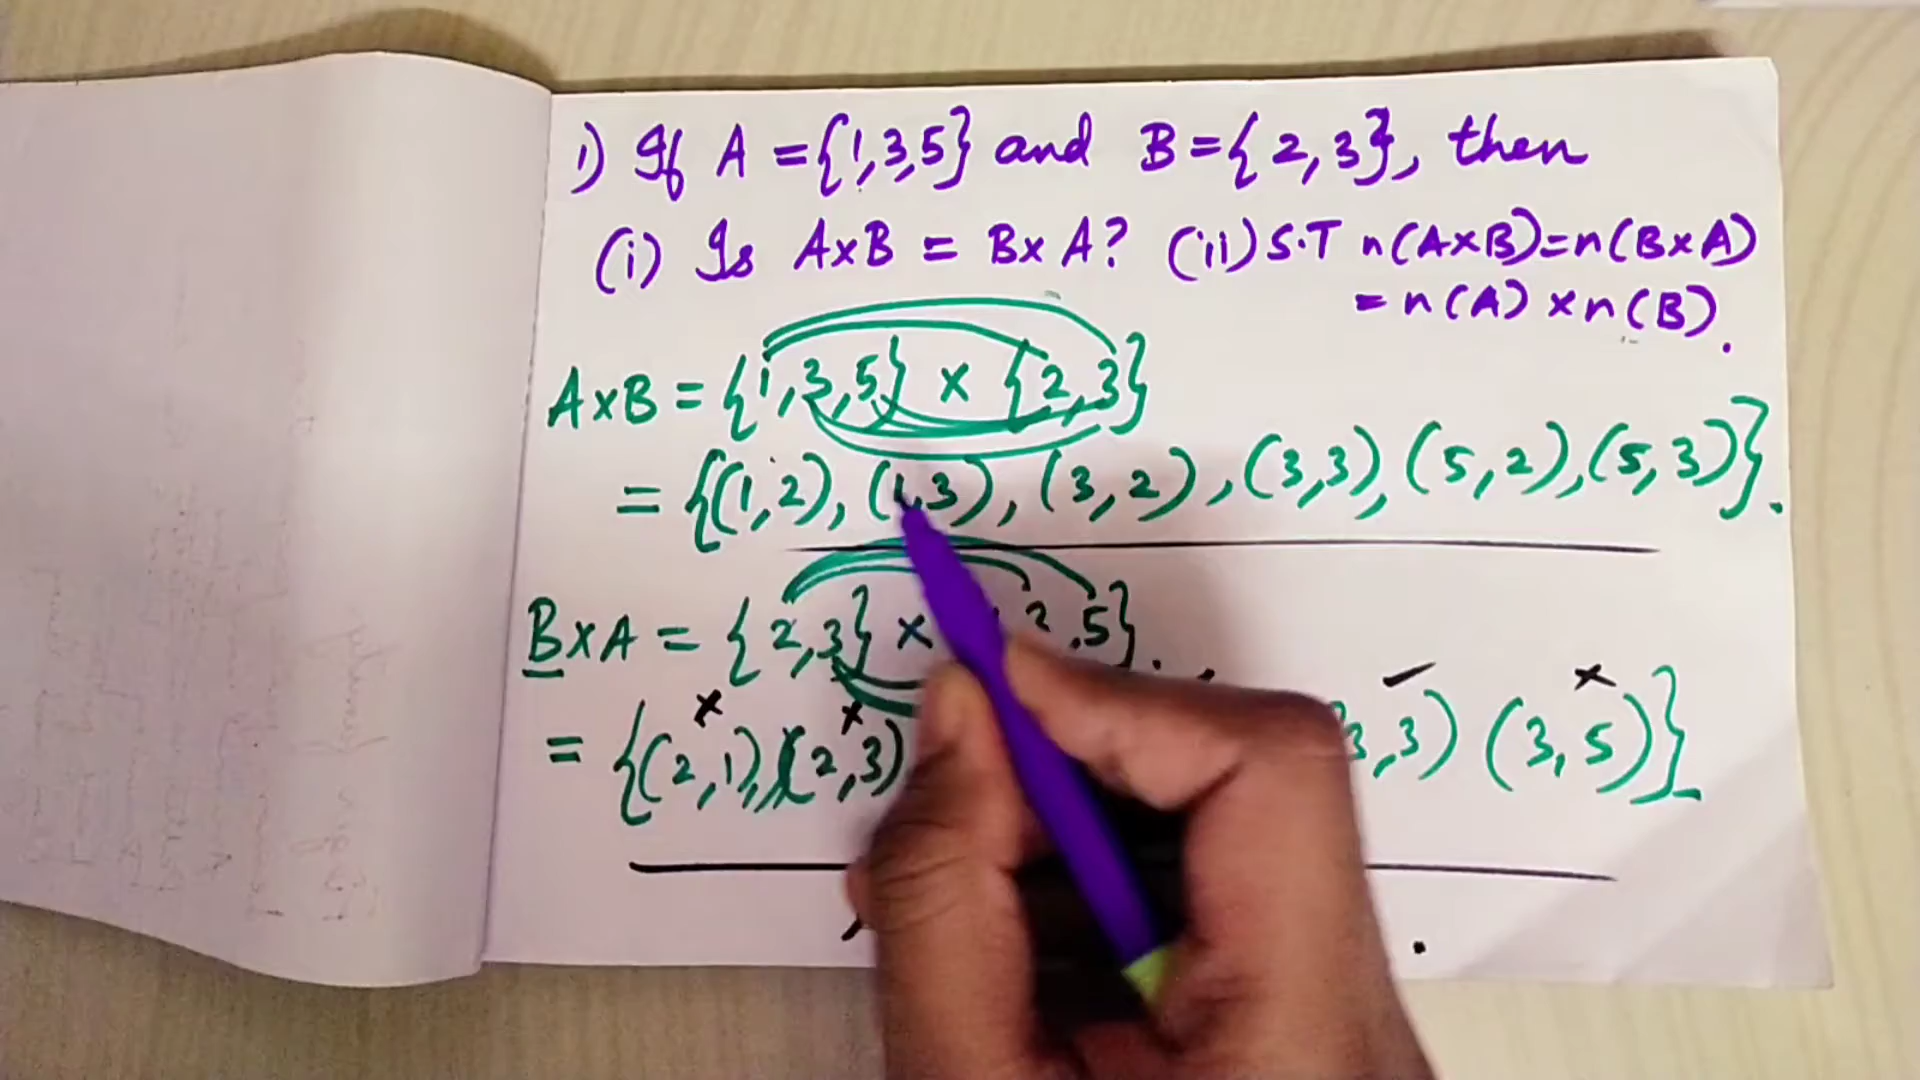 1) If A = {1,3,5} and B = {2,3}, then
(i) Is A×B = B×A? (ii) S.T n(A×B)=n(B×A)
= n(A) × n(B).
A×B = {1,3,5} × {2,3}
= {(1,2), (1,3), (3,2), (3,3), (5,2), (5,3)}.
B×A = {2,3} × ,5}.
= {(2,1), (2,3) 3,3) (3,5)}